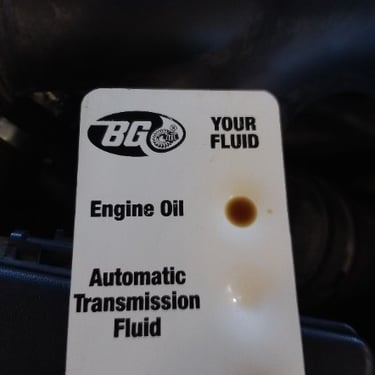 BG
YOUR
FLUID
Engine Oil
Automatic
Transmission
Fluid